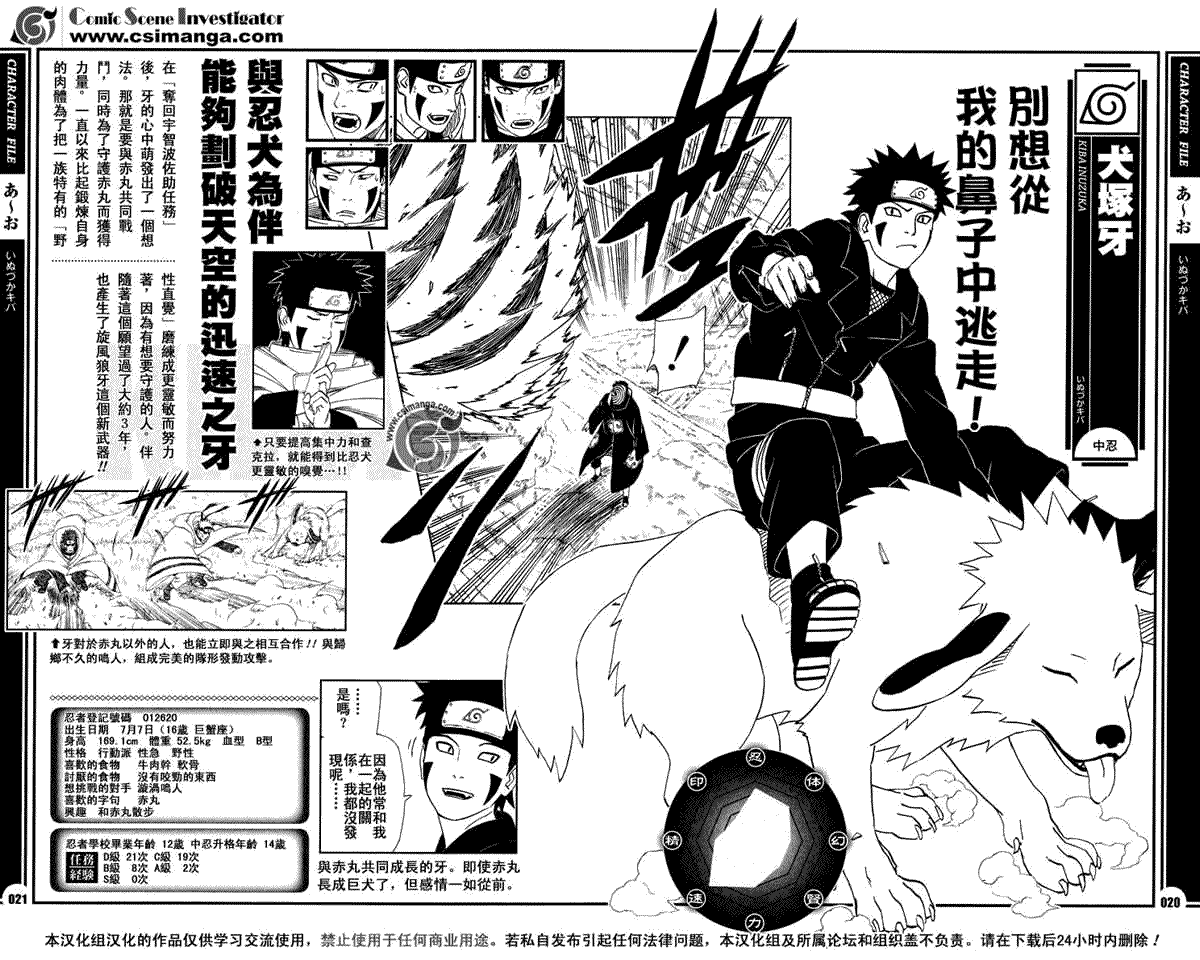 Comic Scene Investigator
www.csimanga.com
CHARACTER FILE
あ〜お
いぬづかキバ
020
犬塚牙
KIBA INUZUKA
いぬづかキバ
中忍
別想從
我的鼻子中逃走！
！
與忍犬為伴
能夠劃破天空的迅速之牙
在「奪回宇智波佐助任務」
後，牙的心中萌發出了一個想
法。那就是要與赤丸共同戰
鬥，同時為了守護赤丸而獲得
力量。一直以來比起鍛煉自身
的肉體為了把一族特有的「野
性直覺」磨練成更靈敏而努力
著，因為有想要守護的人。伴
隨著這個願望過了大約3年，
也產生了旋風狼牙這個新武器!!
只要提高集中力和查
克拉，就能得到比忍犬
更靈敏的嗅覺…!!
www.csimanga.com
牙對於赤丸以外的人，也能立即與之相互合作!! 與歸
鄉不久的鳴人，組成完美的隊形發動攻擊。
……
是嗎？
因為他常和我
在一起的關
係，我都沒發
現呢……
與赤丸共同成長的牙。即使赤丸
長成巨犬了，但感情一如從前。
忍者登記號碼 012620
出生日期 7月7日（16歲 巨蟹座）
身高 169.1cm 體重 52.5kg 血型 B型
性格 行動派 性急 野性
喜歡的食物 牛肉幹 軟骨
討厭的食物 沒有咬勁的東西
想挑戰的對手 漩渦鳴人
喜歡的字句 赤丸
興趣 和赤丸散步
忍者學校畢業年齡 12歲 中忍升格年齡 14歲
任務
経験
D級 21次 C級 19次
B級 8次 A級 2次
S級 0次
忍
体
幻
賢
力
速
精
印
CHARACTER FILE
あ〜お
いぬづかキバ
021
本汉化组汉化的作品仅供学习交流使用，禁止使用于任何商业用途。若私自发布引起任何法律问题，本汉化组及所属论坛和组织盖不负责。请在下载后24小时内删除！